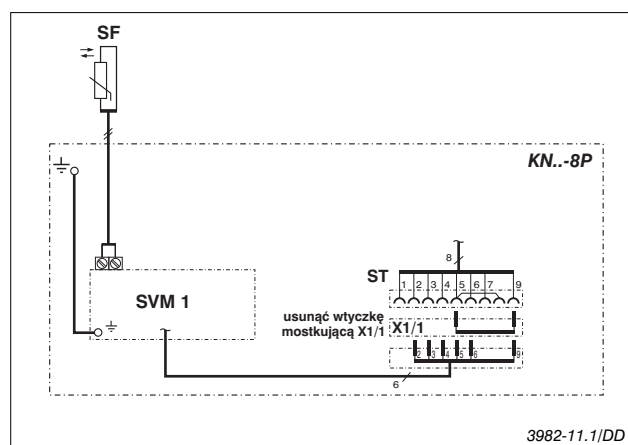 SF
KN..-8P
8
ST
1 2 3 4 5 6 7 9
SVM 1
usunąć wtyczkę
mostkującą X1/1
X1/1
2 3 4 5 6 9
6
3982-11.1/DD